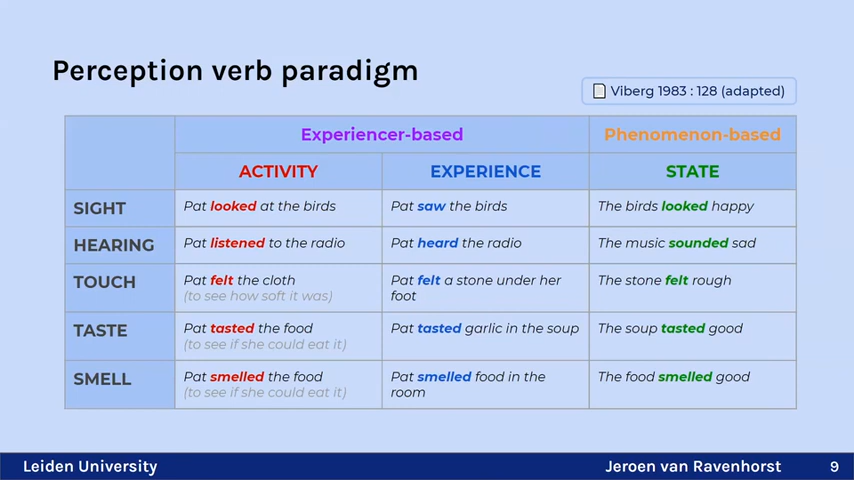 Perception verb paradigm
Viberg 1983 : 128 (adapted)
Experiencer-based
Phenomenon-based
ACTIVITY
EXPERIENCE
STATE
SIGHT
Pat looked at the birds
Pat saw the birds
The birds looked happy
HEARING
Pat listened to the radio
Pat heard the radio
The music sounded sad
TOUCH
Pat felt the cloth
(to see how soft it was)
Pat felt a stone under her
foot
The stone felt rough
TASTE
Pat tasted the food
(to see if she could eat it)
Pat tasted garlic in the soup
The soup tasted good
SMELL
Pat smelled the food
(to see if she could eat it)
Pat smelled food in the
room
The food smelled good
Leiden University
Jeroen van Ravenhorst
9